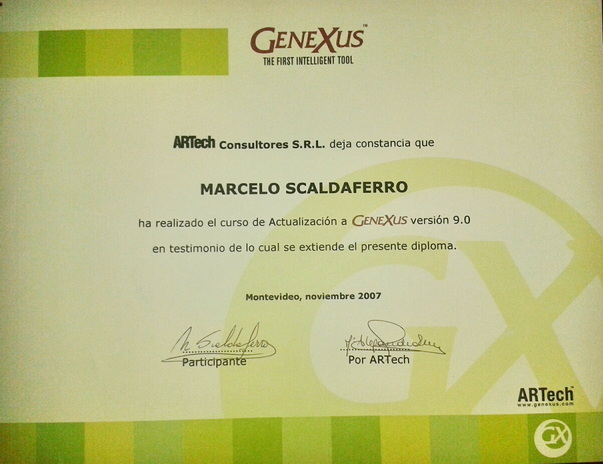 GENEXUS™
THE FIRST INTELLIGENT TOOL
ARTech Consultores S.R.L. deja constancia que
MARCELO SCALDAFERRO
ha realizado el curso de Actualización a GENEXUS versión 9.0
en testimonio de lo cual se extiende el presente diploma.
Montevideo, noviembre 2007
M Scaldaferro
Participante
Por ARTech
ARTech
www.genexus.com
GX